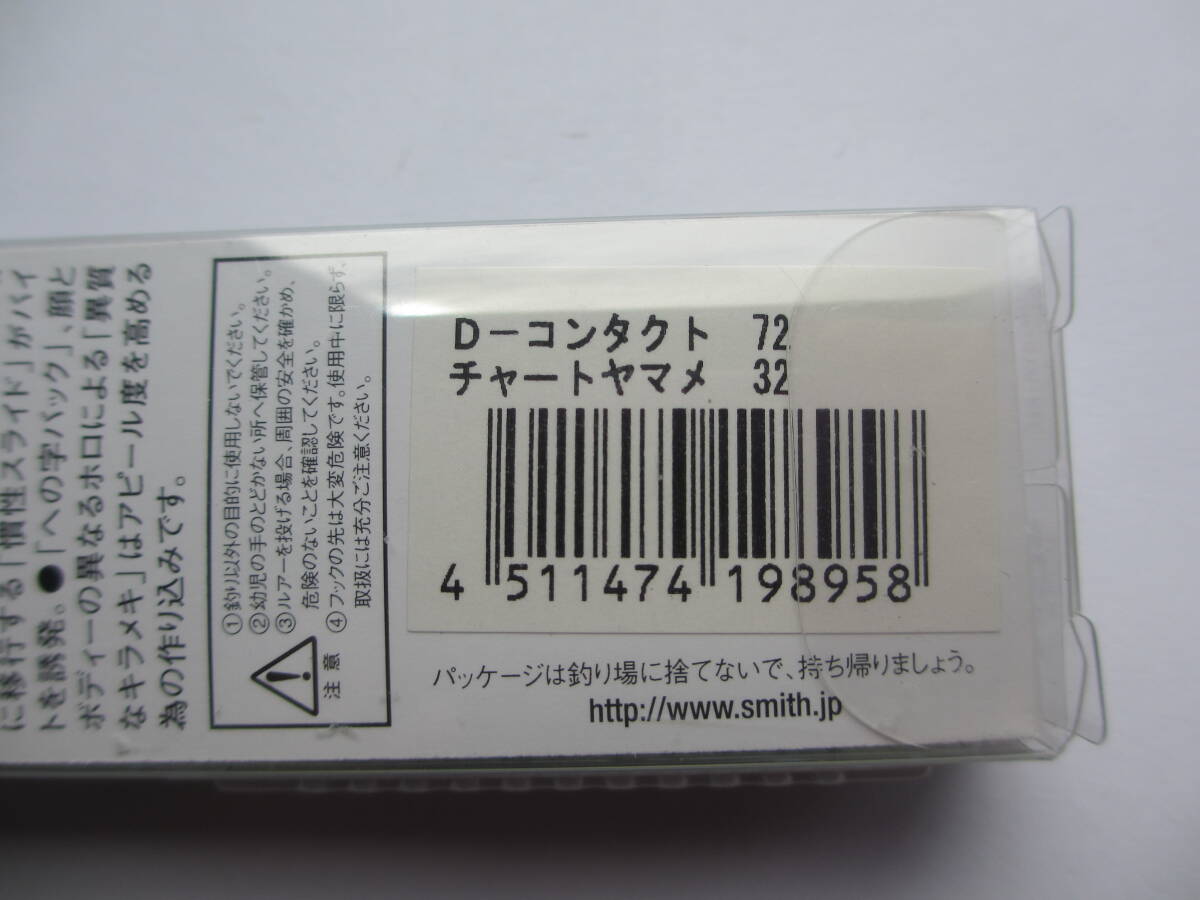 に移行する「慣性スライド」がバイ
トを誘発。●「への字バック」、顔と
ボディーの異なるホロによる「異質
なキラメキ」はアピール度を高める
為の作り込みです。
注意
①釣り以外の目的に使用しないでください。
②幼児の手のとどかない所へ保管してください。
③ルアーを投げる場合、周囲の安全を確かめ、
危険のないことを確認してください。
④フックの先は大変危険です。使用中に限らず、
取扱には充分ご注意ください。
D－コンタクト 72
チャートヤマメ 32
4 511474 198958
パッケージは釣り場に捨てないで、持ち帰りましょう。
http://www.smith.jp